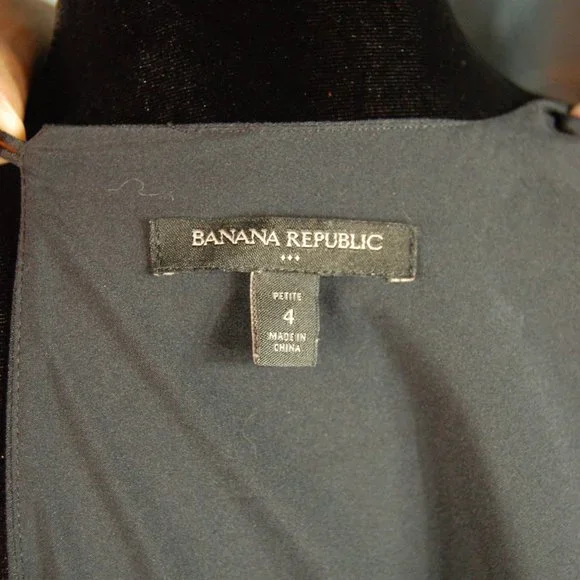 BANANA REPUBLIC
PETITE
4
MADE IN
CHINA